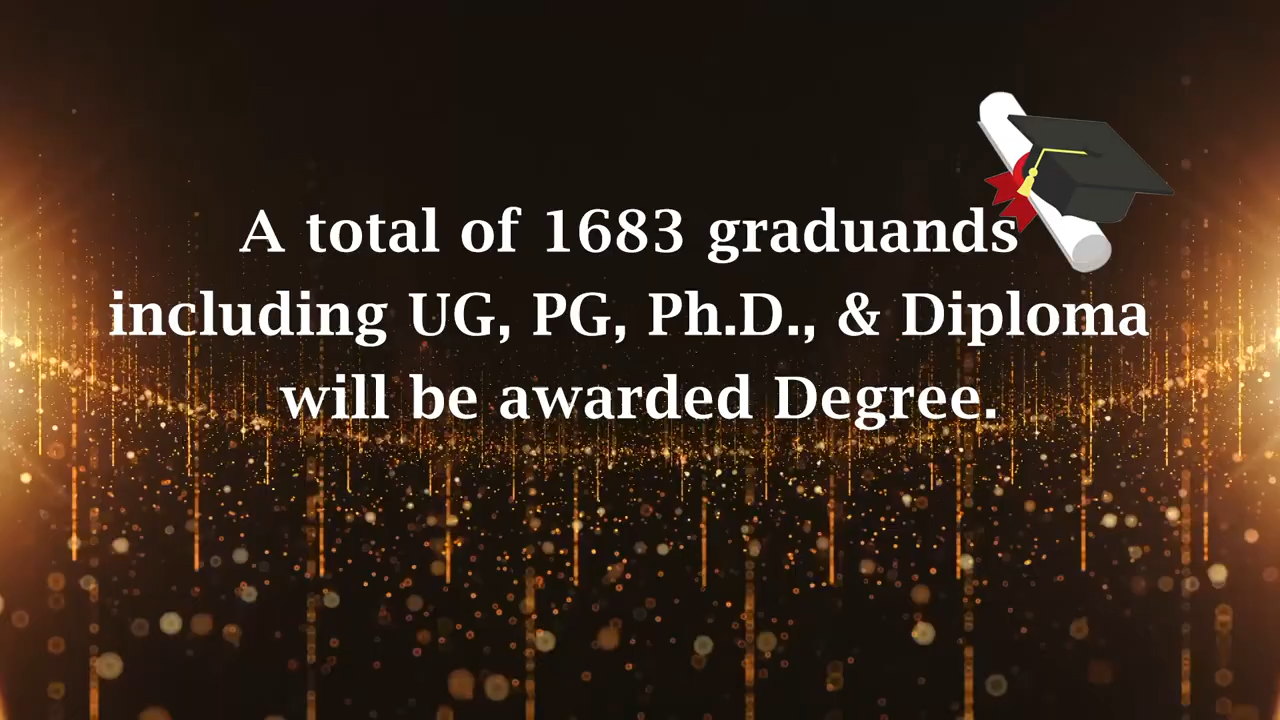 A total of 1683 graduands
including UG, PG, Ph.D., & Diploma
will be awarded Degree.